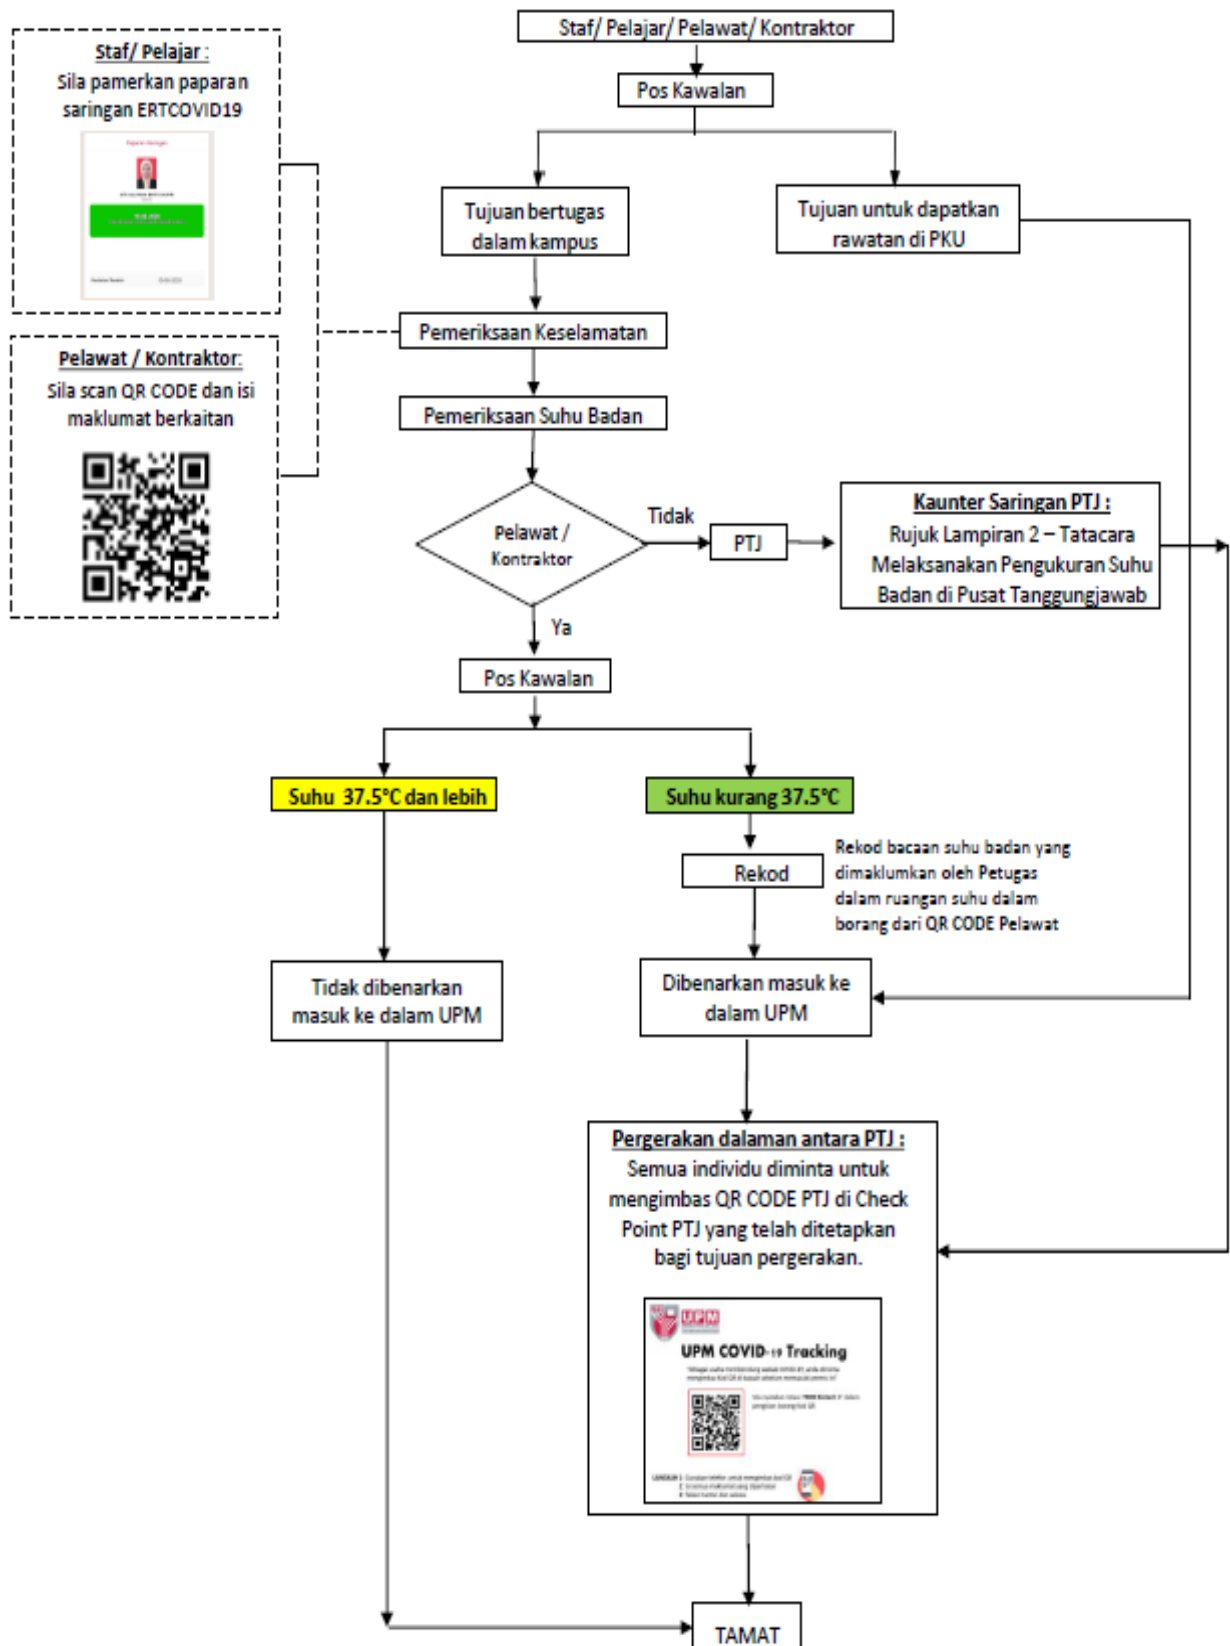 Staf/ Pelajar/ Pelawat/ Kontraktor
Pos Kawalan
Staf/ Pelajar :
Sila pamerkan paparan
saringan ERTCOVID19
Tujuan bertugas
dalam kampus
Tujuan untuk dapatkan
rawatan di PKU
Pemeriksaan Keselamatan
Pelawat / Kontraktor:
Sila scan QR CODE dan isi
maklumat berkaitan
Pemeriksaan Suhu Badan
Pelawat /
Kontraktor
Tidak
PTJ
Kaunter Saringan PTJ :
Rujuk Lampiran 2 – Tatacara
Melaksanakan Pengukuran Suhu
Badan di Pusat Tanggungjawab
Ya
Pos Kawalan
Suhu 37.5°C dan lebih
Suhu kurang 37.5°C
Rekod
Rekod bacaan suhu badan yang
dimaklumkan oleh Petugas
dalam ruangan suhu dalam
borang dari QR CODE Pelawat
Tidak dibenarkan
masuk ke dalam UPM
Dibenarkan masuk ke
dalam UPM
Pergerakan dalaman antara PTJ :
Semua individu diminta untuk
mengimbas QR CODE PTJ di Check
Point PTJ yang telah ditetapkan
bagi tujuan pergerakan.
UPM
UPM COVID-19 Tracking
TAMAT